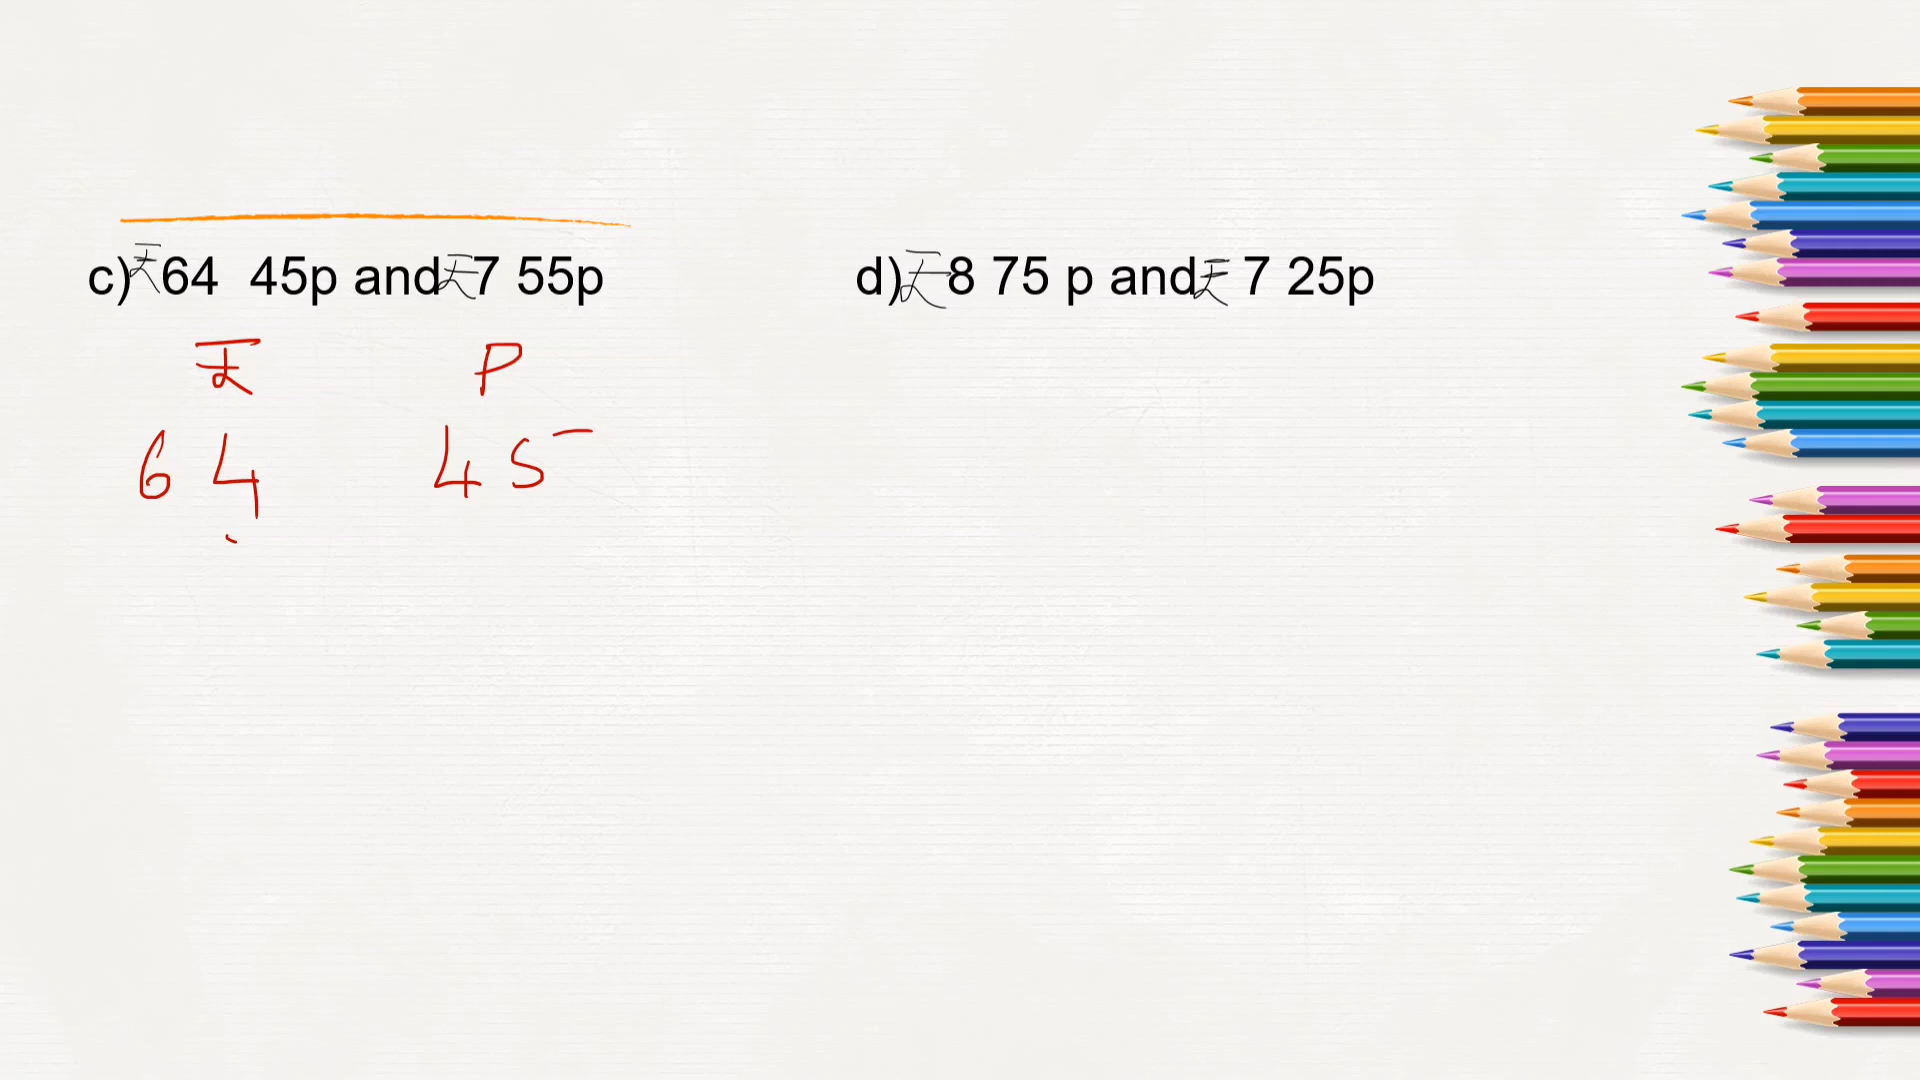 c) ₹64 45p and ₹7 55p
d) ₹8 75 p and ₹ 7 25p
₹ P
64 45